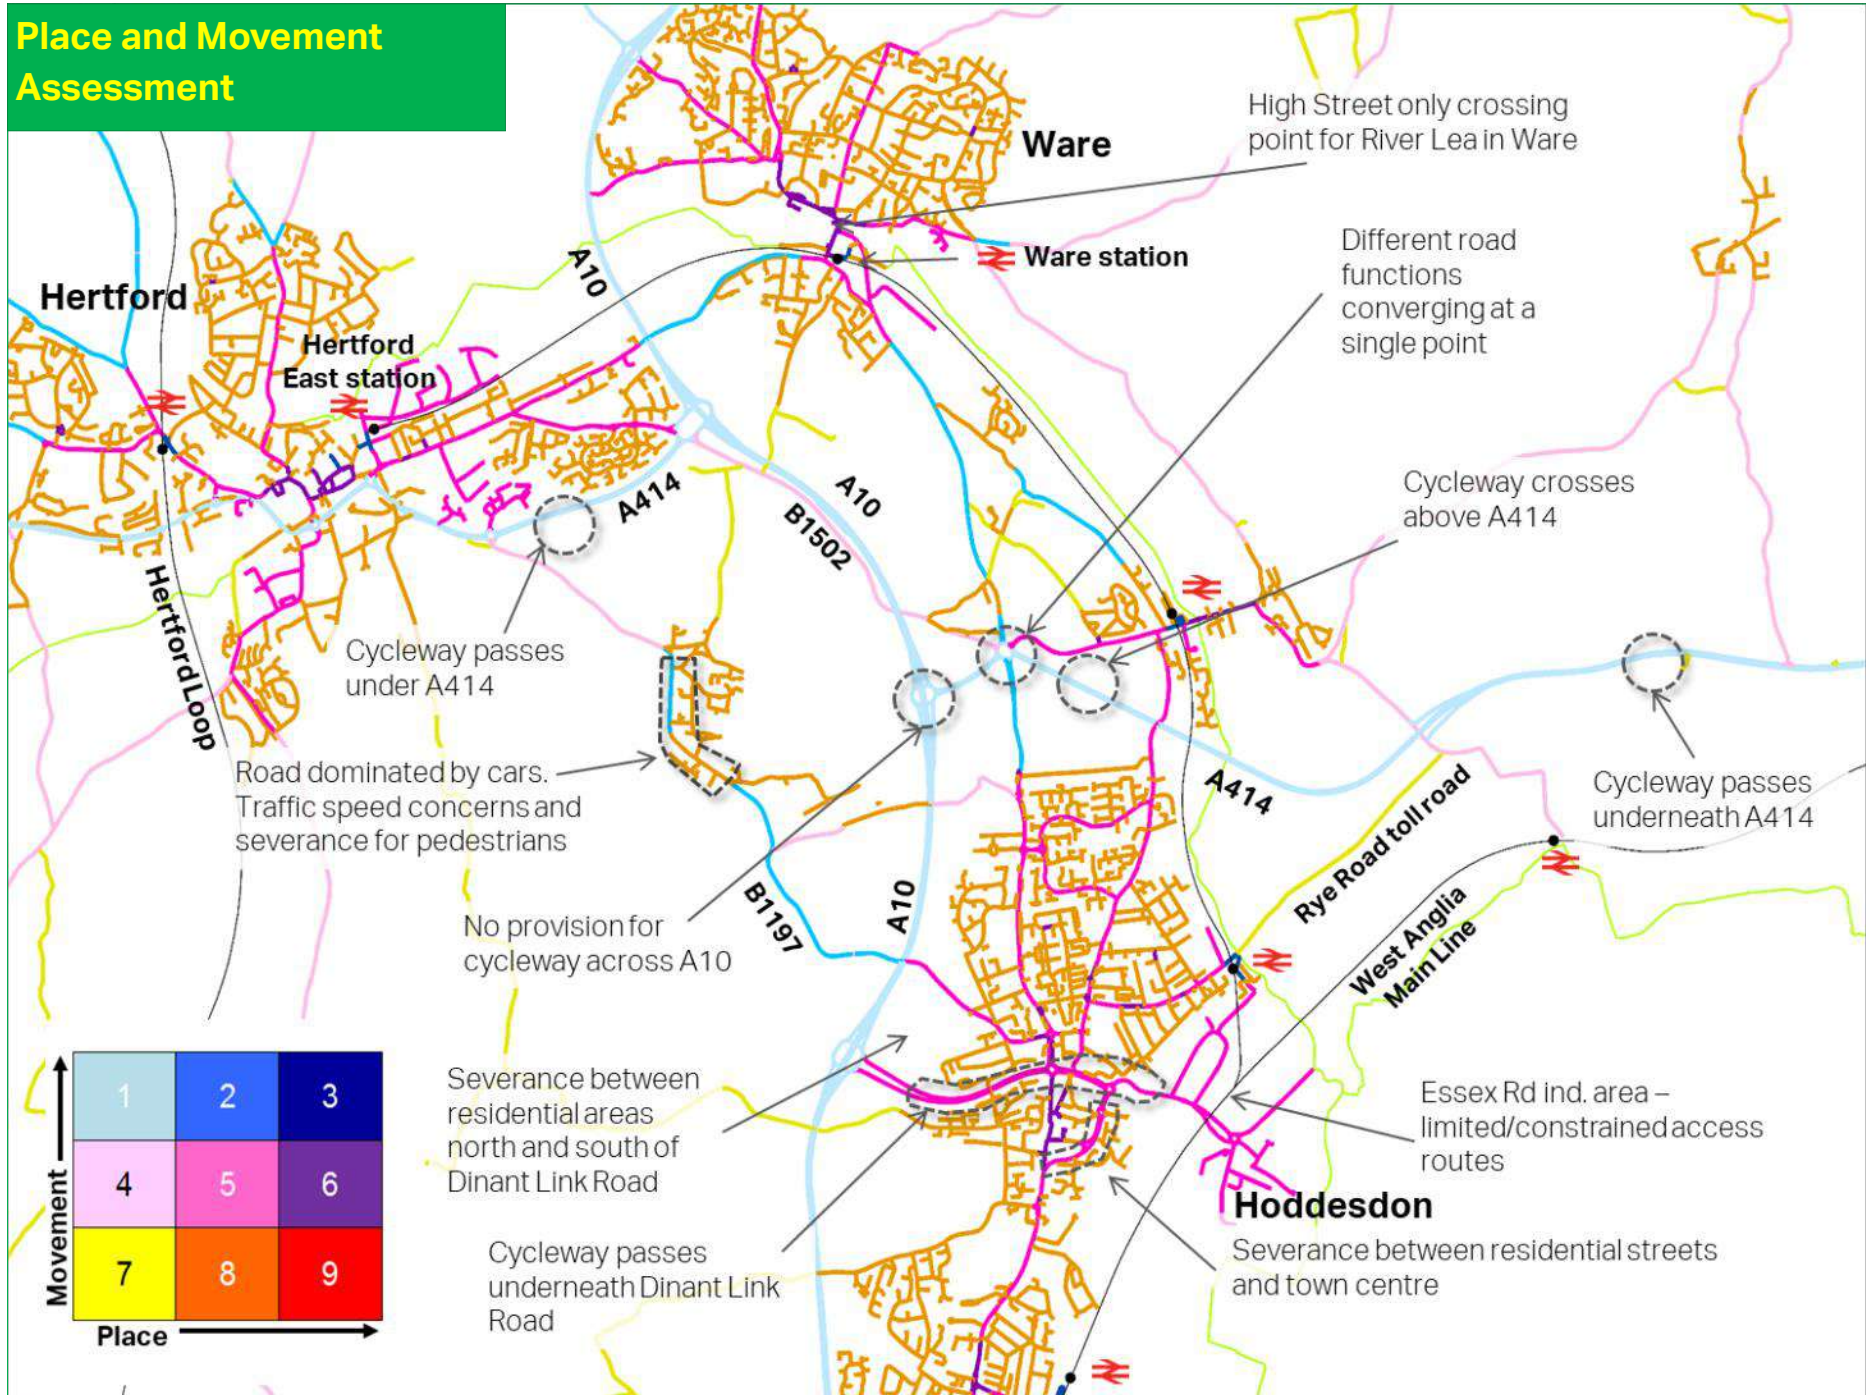 Place and Movement
Assessment
High Street only crossing
point for River Lea in Ware
Ware
Different road
functions
converging at a
single point
A10
Ware station
Hertford
Hertford
East station
Cycleway crosses
above A414
A414
A10
B1502
Hertford Loop
Cycleway passes
under A414
Road dominated by cars.
Traffic speed concerns and
severance for pedestrians
A414
Cycleway passes
underneath A414
Rye Road toll road
B1197
A10
No provision for
cycleway across A10
West Anglia
Main Line
Severance between
residential areas
north and south of
Dinant Link Road
Essex Rd ind. area –
limited/constrained access
routes
Hoddesdon
Severance between residential streets
and town centre
Cycleway passes
underneath Dinant Link
Road
Movement
1 2 3
4 5 6
7 8 9
Place